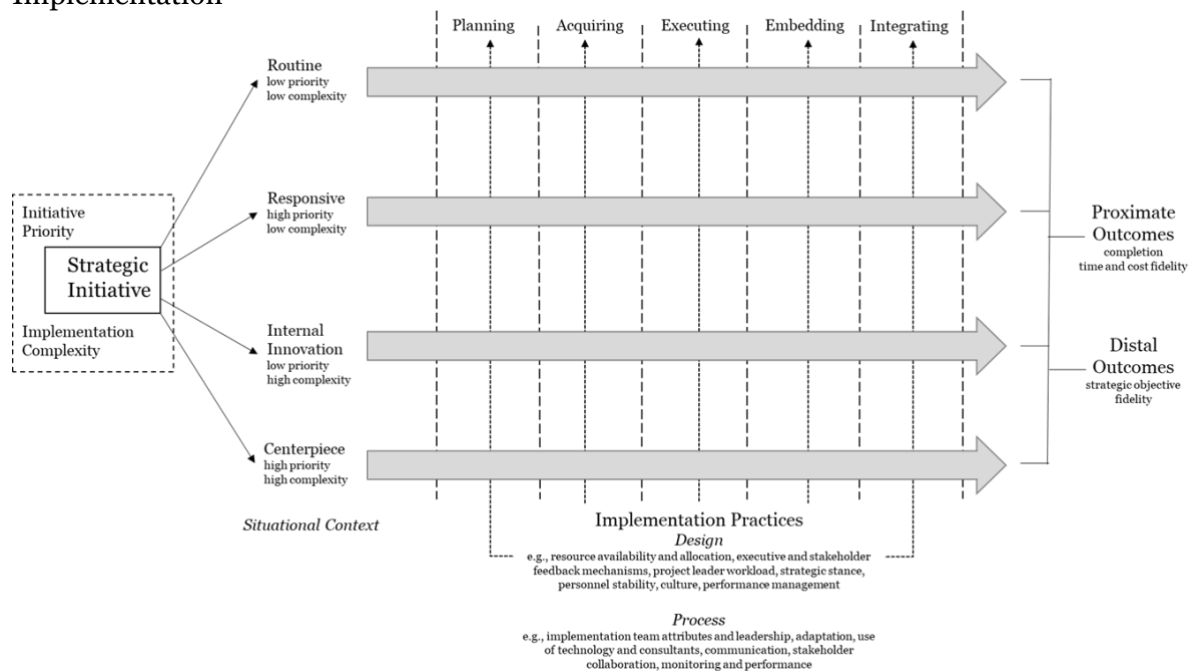 Implementation
Planning
Acquiring
Executing
Embedding
Integrating
Routine
low priority
low complexity
Responsive
high priority
low complexity
Initiative
Priority
Strategic
Initiative
Implementation
Complexity
Internal
Innovation
low priority
high complexity
Centerpiece
high priority
high complexity
Situational Context
Proximate
Outcomes
completion
time and cost fidelity
Distal
Outcomes
strategic objective
fidelity
Implementation Practices
Design
e.g., resource availability and allocation, executive and stakeholder
feedback mechanisms, project leader workload, strategic stance,
personnel stability, culture, performance management
Process
e.g., implementation team attributes and leadership, adaptation, use
of technology and consultants, communication, stakeholder
collaboration, monitoring and performance